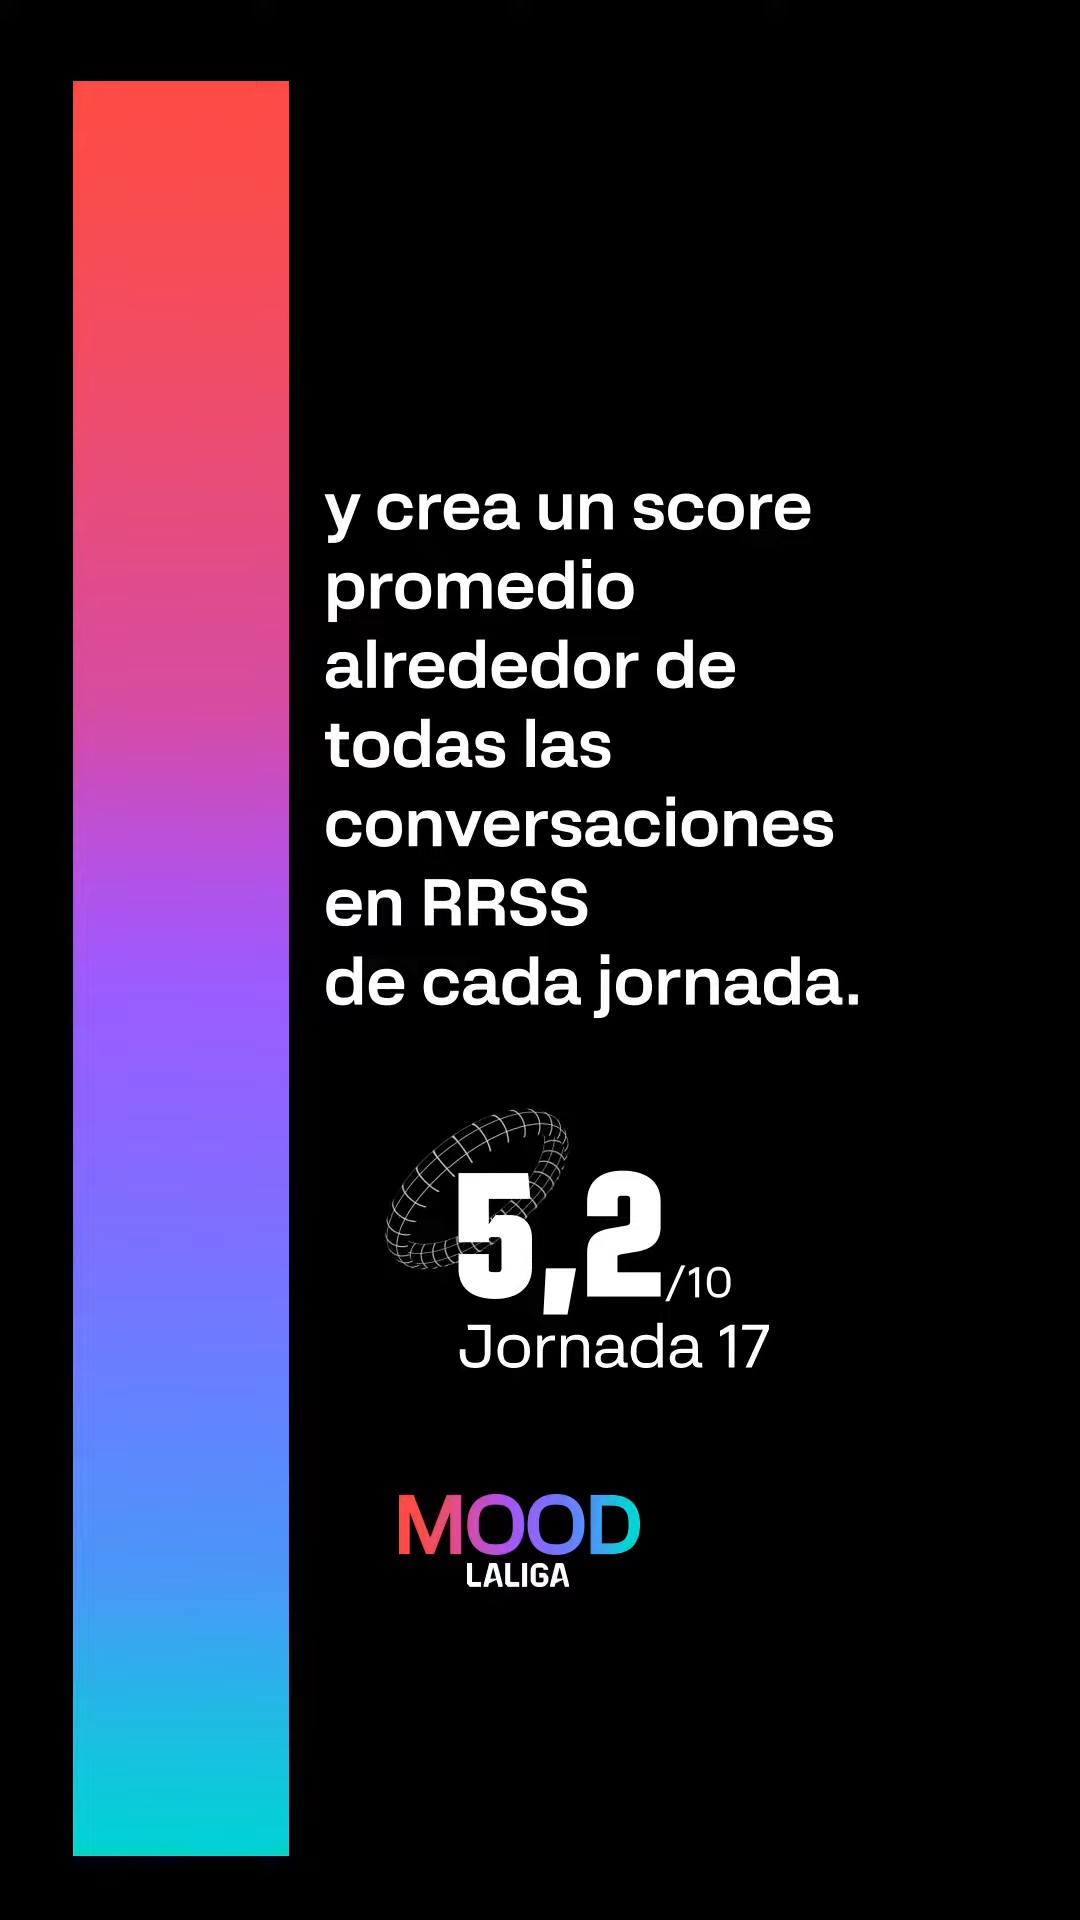 y crea un score
promedio
alrededor de
todas las
conversaciones
en RRSS
de cada jornada.
5,2/10
Jornada 17
MOOD
LALIGA